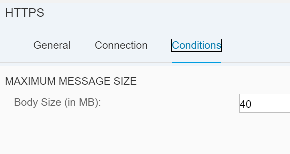 HTTPS
General Connection Conditions
MAXIMUM MESSAGE SIZE
Body Size (in MB): 40